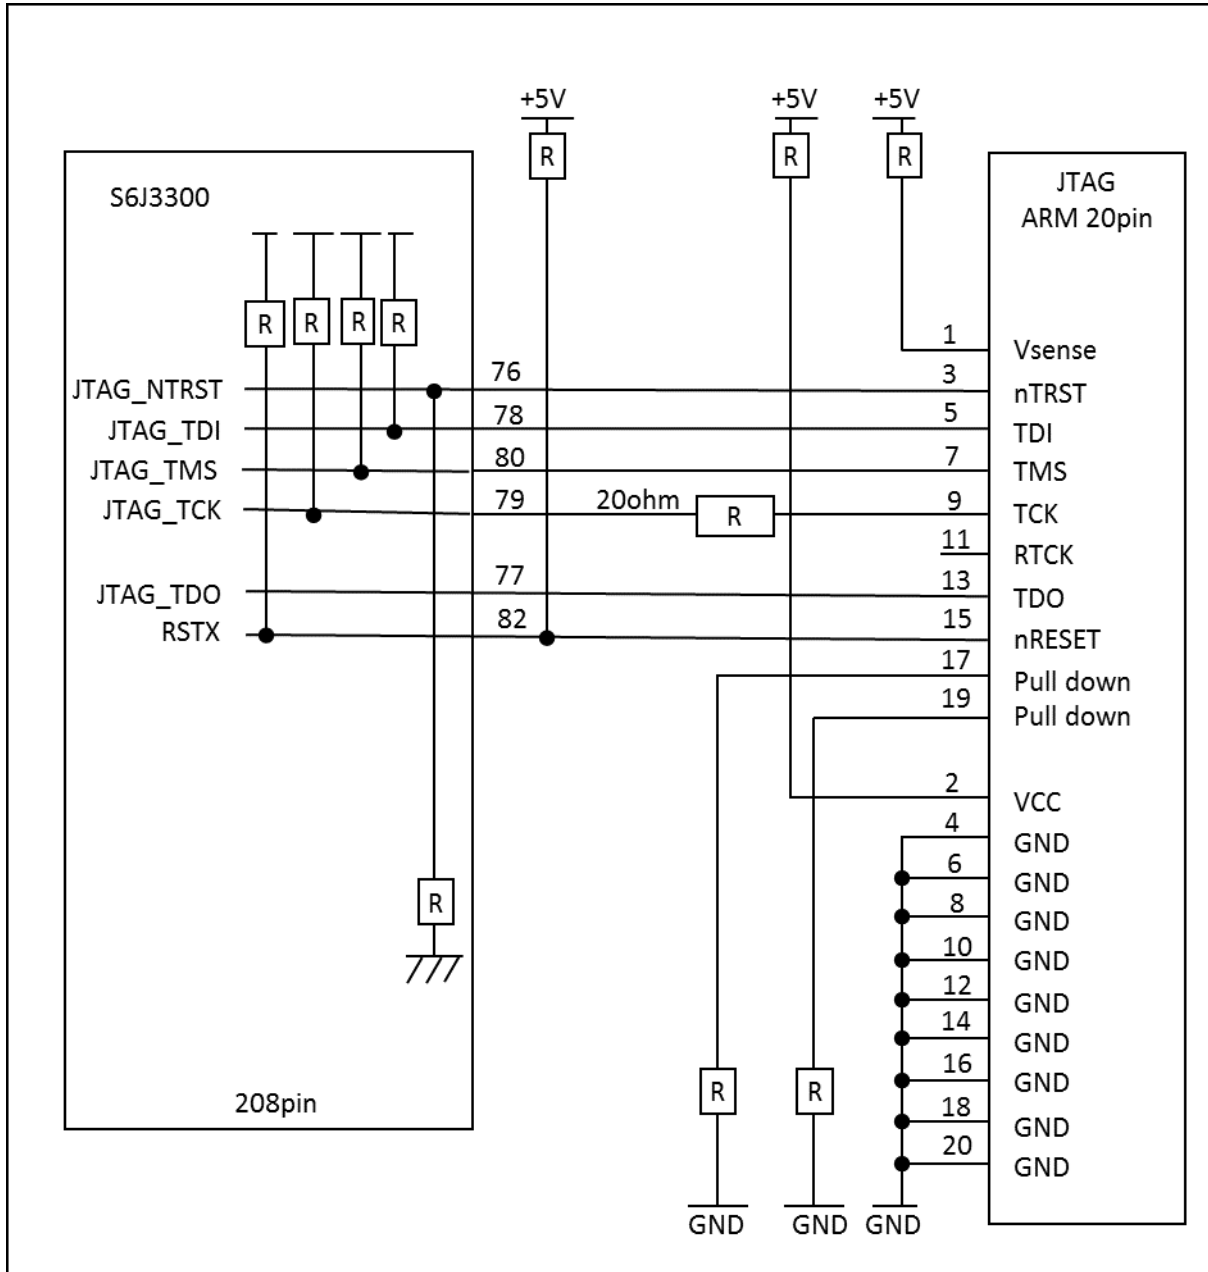 +5V
+5V
+5V
R
R
R
S6J3300
JTAG
ARM 20pin
R
R
R
R
1
Vsense
JTAG_NTRST
76
3
nTRST
JTAG_TDI
78
5
TDI
JTAG_TMS
80
7
TMS
JTAG_TCK
79
20ohm
R
9
TCK
11
RTCK
JTAG_TDO
77
13
TDO
RSTX
82
15
nRESET
17
Pull down
19
Pull down
2
VCC
4
GND
6
GND
R
8
GND
10
GND
12
GND
14
GND
16
GND
R
R
208pin
18
GND
20
GND
GND
GND
GND